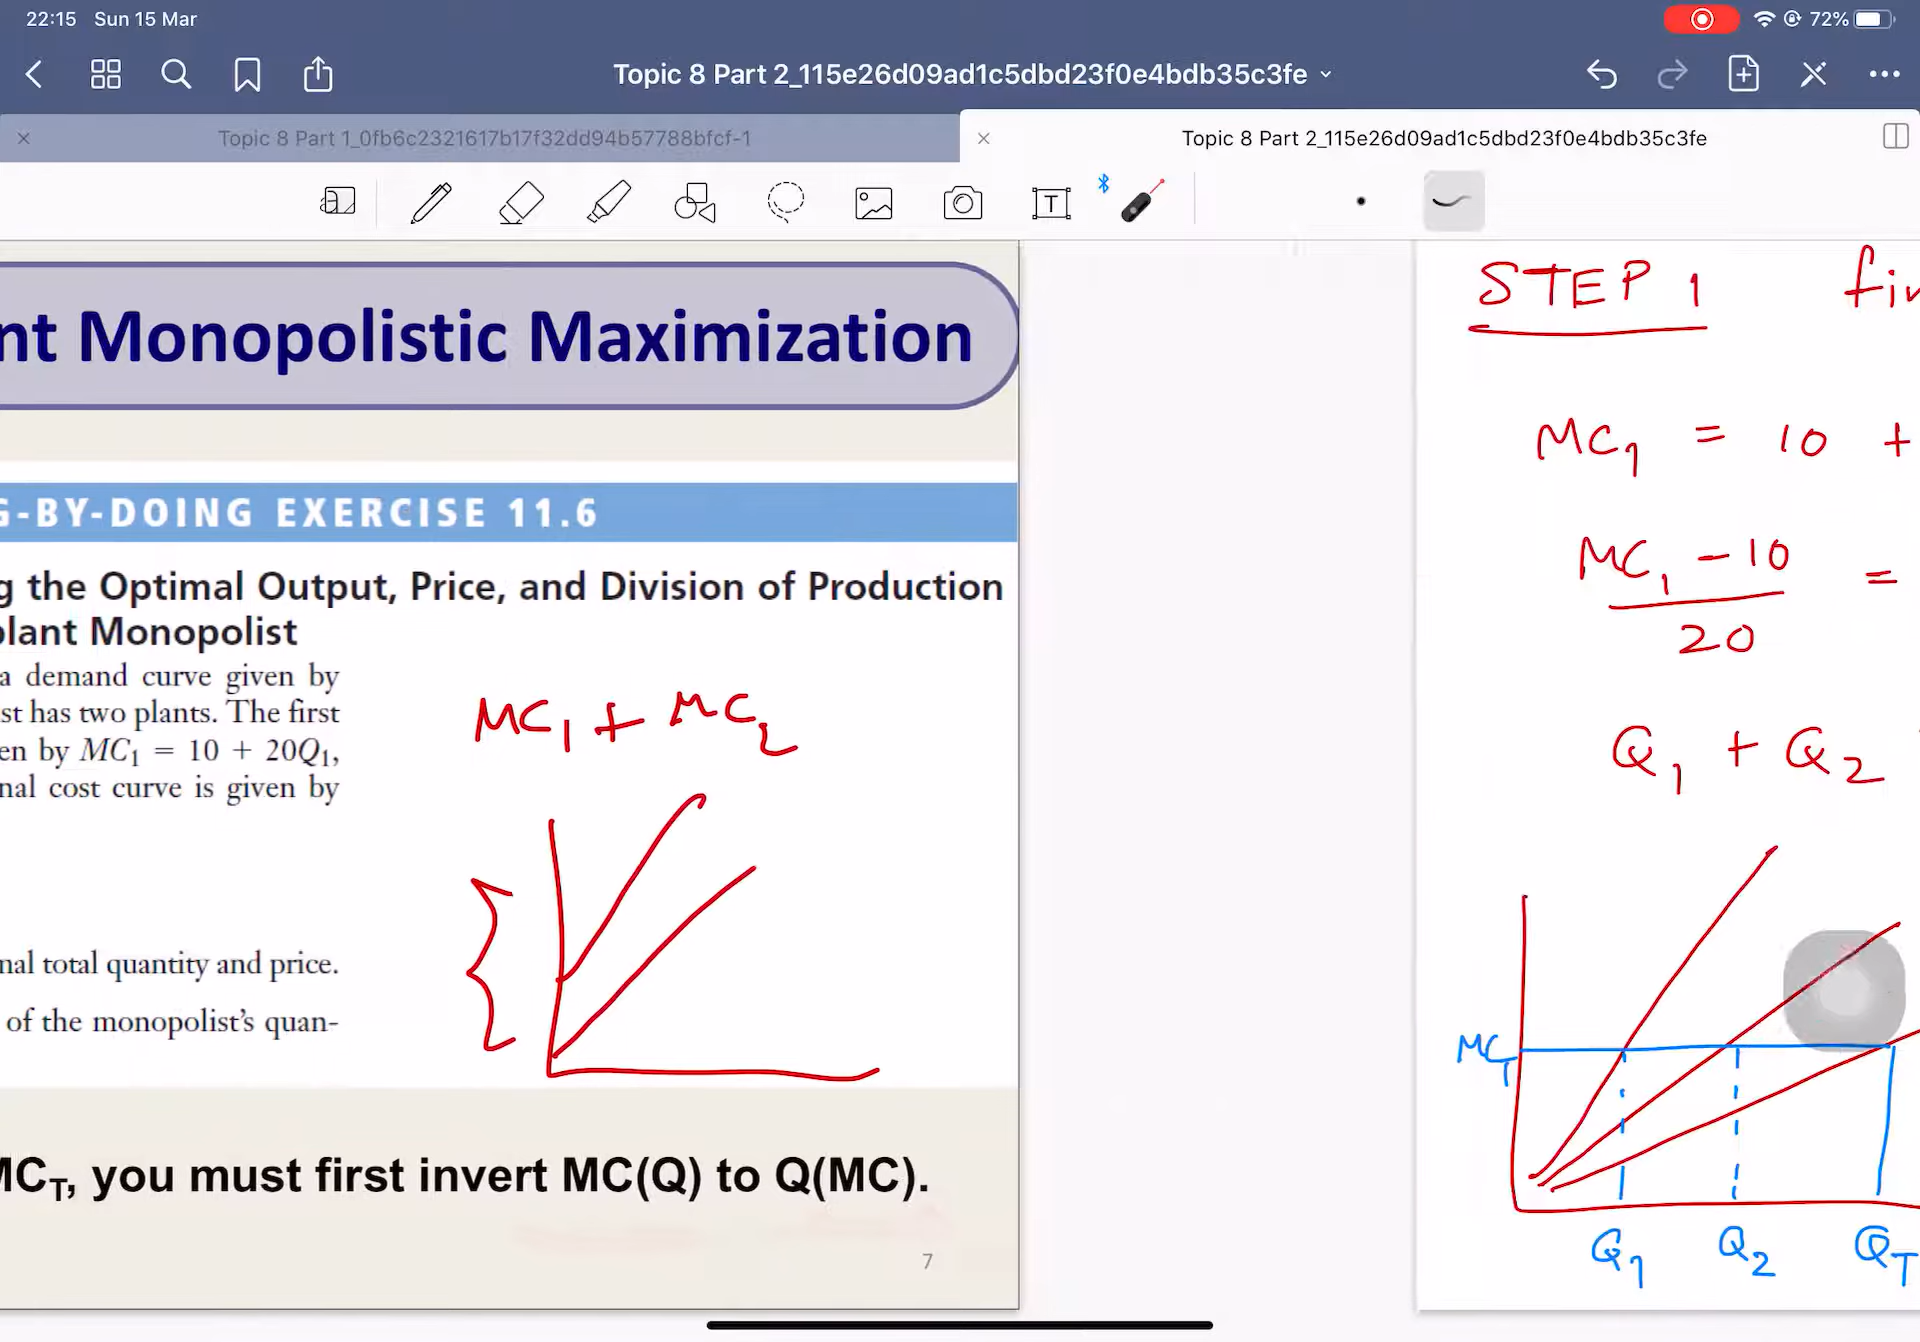 22:15 Sun 15 Mar
72%
Topic 8 Part 2_115e26d09ad1c5dbd23f0e4bdb35c3fe
Topic 8 Part 1_0fb6c2321617b17f32dd94b57788bfcf-1
Topic 8 Part 2_115e26d09ad1c5dbd23f0e4bdb35c3fe
a
T
nt Monopolistic Maximization
G-BY-DOING EXERCISE 11.6
g the Optimal Output, Price, and Division of Production
plant Monopolist
a demand curve given by
st has two plants. The first
en by MC₁ = 10 + 20Q₁,
nal cost curve is given by
nal total quantity and price.
of the monopolist's quan-
MC₁ + MC₂
MCT, you must first invert MC(Q) to Q(MC).
7
STEP 1 fin
MC₁ = 10 +
MC₁ - 10
=
20
Q₁ + Q₂
MCT
Q₁ Q₂ QT